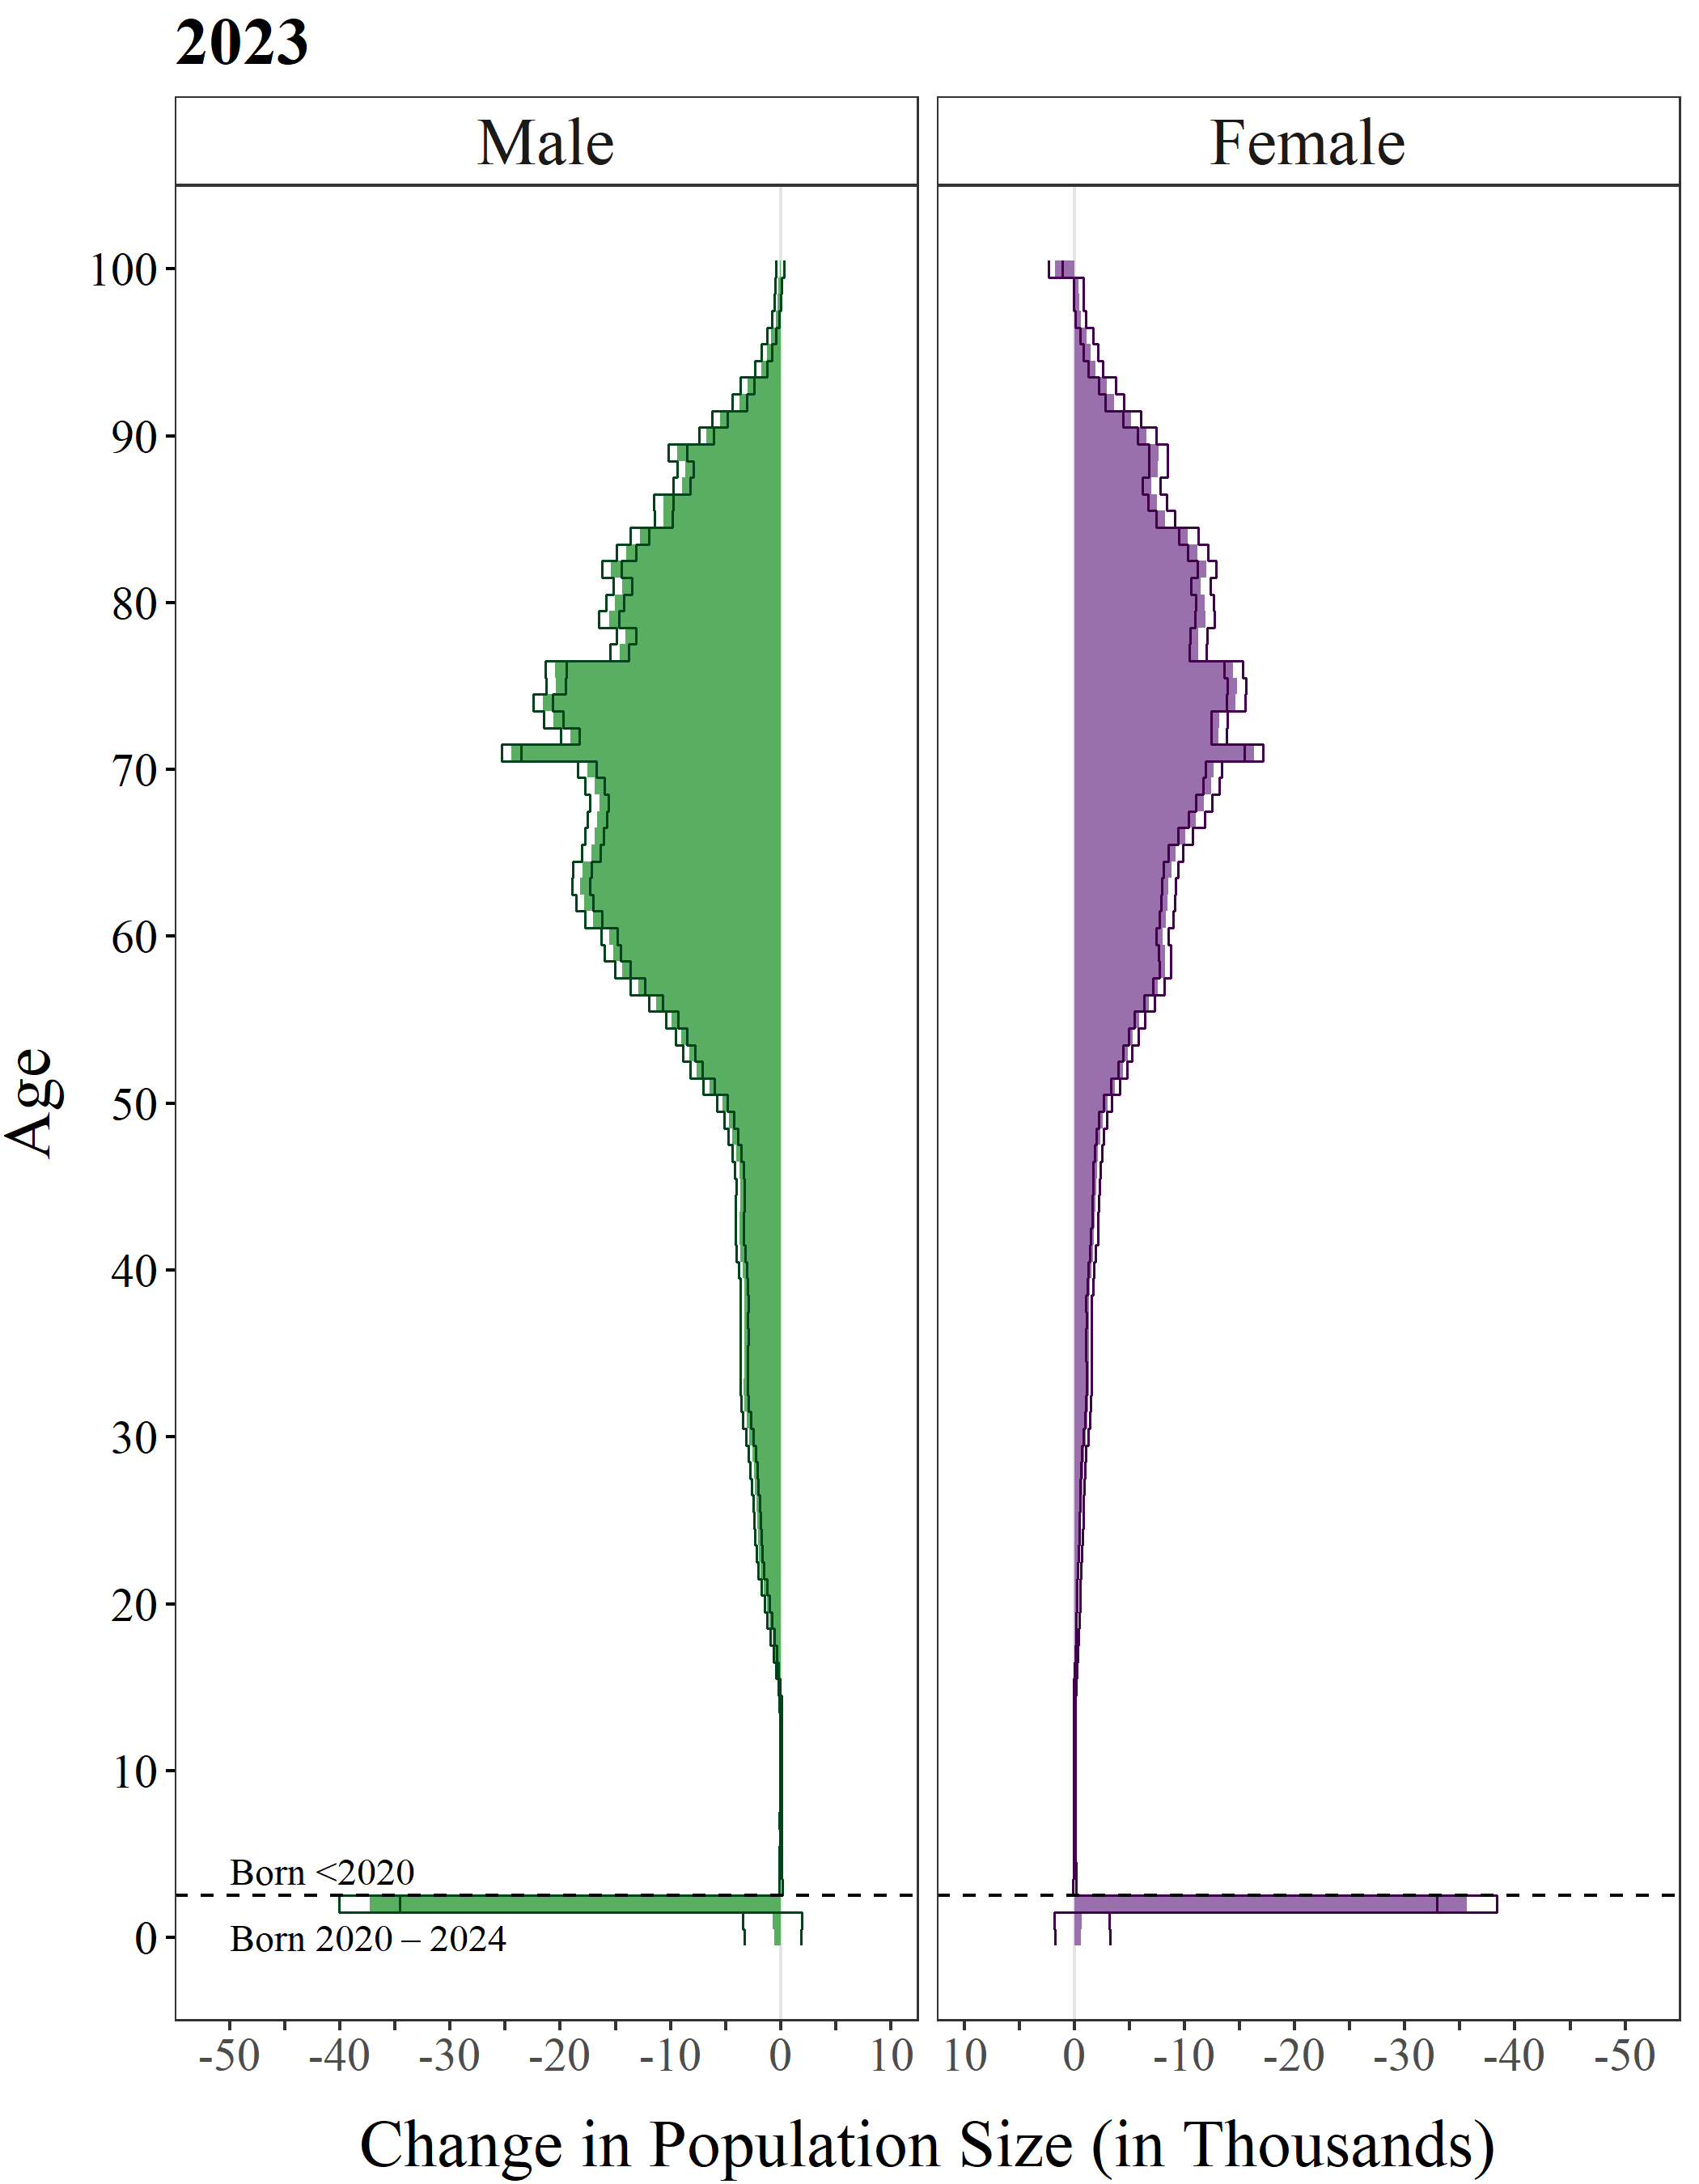 2023
Male
Female
Age
100
90
80
70
60
50
40
30
20
10
0
Born <2020
Born 2020 – 2024
-50 -40 -30 -20 -10 0 10
10 0 -10 -20 -30 -40 -50
Change in Population Size (in Thousands)